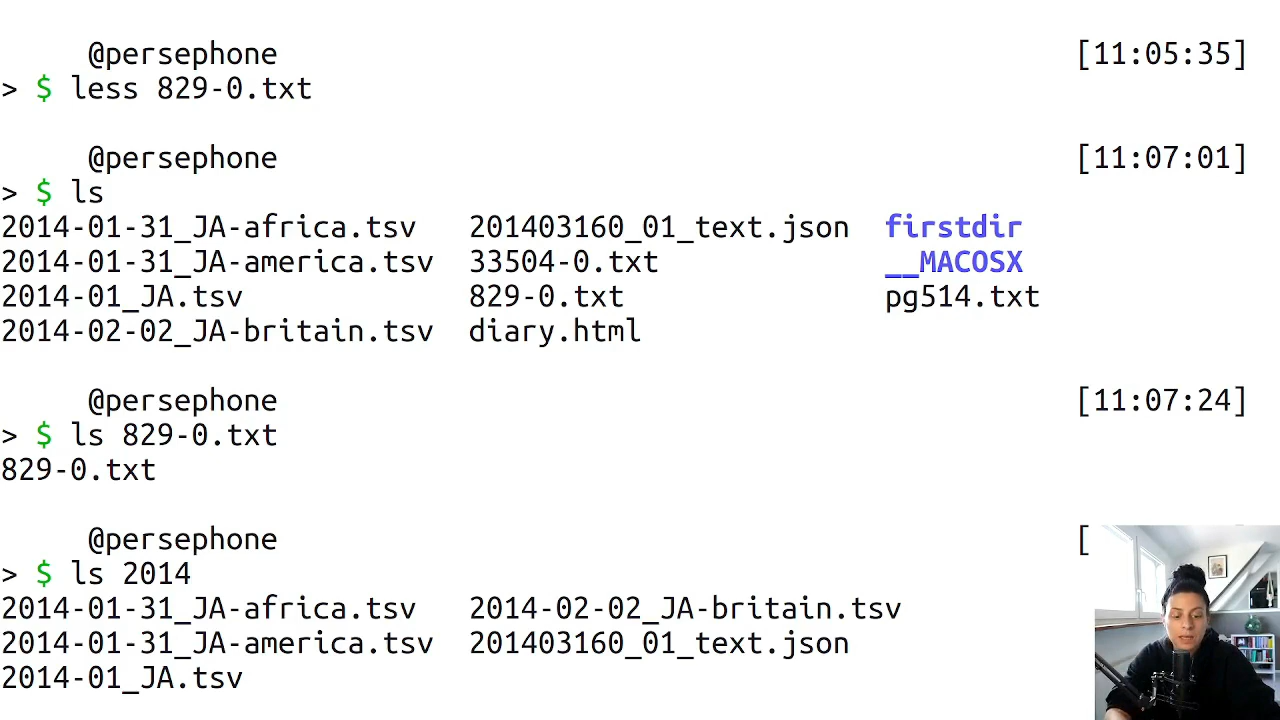 @persephone [11:05:35]
> $ less 829-0.txt
@persephone [11:07:01]
> $ ls
2014-01-31_JA-africa.tsv 201403160_01_text.json firstdir
2014-01-31_JA-america.tsv 33504-0.txt __MACOSX
2014-01_JA.tsv 829-0.txt pg514.txt
2014-02-02_JA-britain.tsv diary.html
@persephone [11:07:24]
> $ ls 829-0.txt
829-0.txt
@persephone [
> $ ls 2014
2014-01-31_JA-africa.tsv 2014-02-02_JA-britain.tsv
2014-01-31_JA-america.tsv 201403160_01_text.json
2014-01_JA.tsv